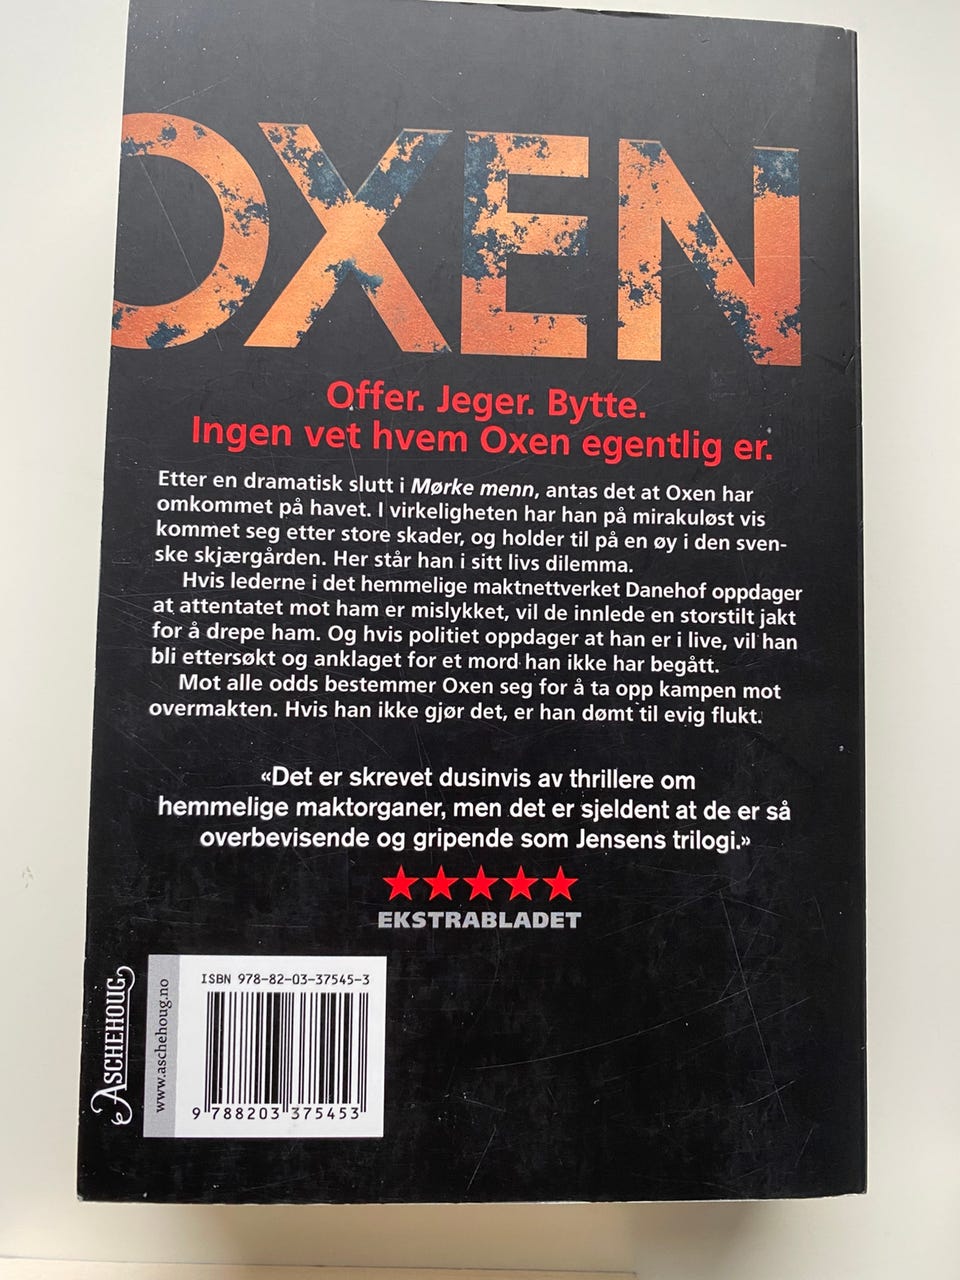 OXEN
Offer. Jeger. Bytte.
Ingen vet hvem Oxen egentlig er.
Etter en dramatisk slutt i Mørke menn, antas det at Oxen har
omkommet på havet. I virkeligheten har han på mirakuløst vis
kommet seg etter store skader, og holder til på en øy i den sven-
ske skjærgården. Her står han i sitt livs dilemma.
Hvis lederne i det hemmelige maktnettverket Danehof oppdager
at attentatet mot ham er mislykket, vil de innlede en storstilt jakt
for å drepe ham. Og hvis politiet oppdager at han er i live, vil han
bli ettersøkt og anklaget for et mord han ikke har begått.
Mot alle odds bestemmer Oxen seg for å ta opp kampen mot
overmakten. Hvis han ikke gjør det, er han dømt til evig flukt.
«Det er skrevet dusinvis av thrillere om
hemmelige maktorganer, men det er sjeldent at de er så
overbevisende og gripende som Jensens trilogi.»
EKSTRABLADET
ASCHEHOUG
www.aschehoug.no
ISBN 978-82-03-37545-3
9 788203 375453